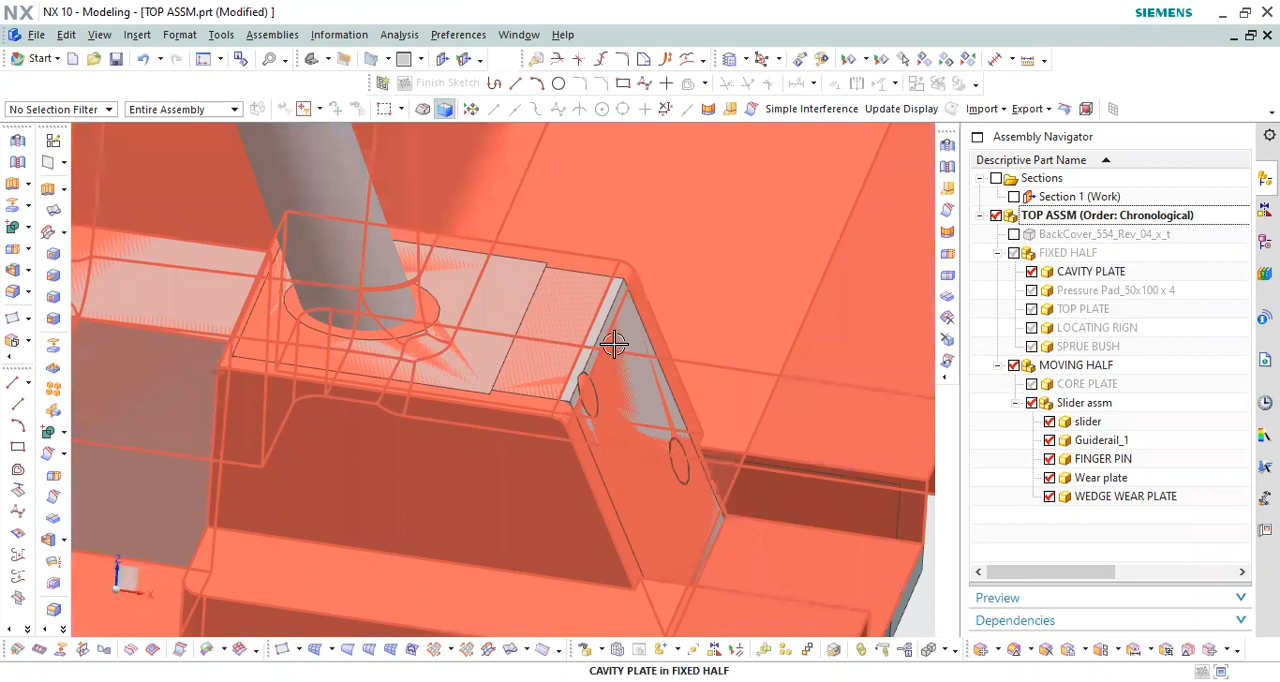 NX NX 10 - Modeling - [TOP ASSM.prt (Modified) ] SIEMENS
File Edit View Insert Format Tools Assemblies Information Analysis Preferences Window Help
Start
Finish Sketch
No Selection Filter Entire Assembly Simple Interference Update Display Import Export
Assembly Navigator
Descriptive Part Name
Sections
Section 1 (Work)
TOP ASSM (Order: Chronological)
BackCover_554_Rev_04_x_t
FIXED HALF
CAVITY PLATE
Pressure Pad_50x100 x 4
TOP PLATE
LOCATING RIGN
SPRUE BUSH
MOVING HALF
CORE PLATE
Slider assm
slider
Guiderail_1
FINGER PIN
Wear plate
WEDGE WEAR PLATE
Z
X
Preview
Dependencies
CAVITY PLATE in FIXED HALF